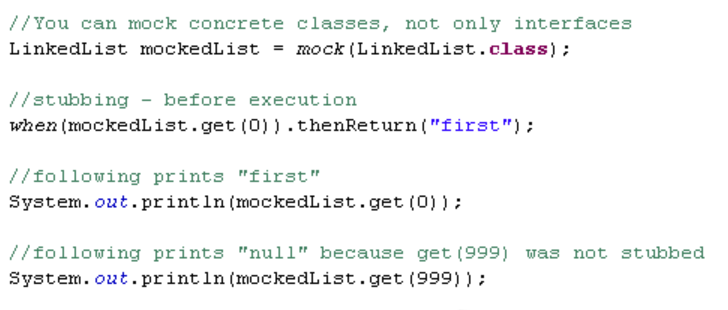 //You can mock concrete classes, not only interfaces
LinkedList mockedList = mock(LinkedList.class);
//stubbing - before execution
when(mockedList.get(0)).thenReturn("first");
//following prints "first"
System.out.println(mockedList.get(0));
//following prints "null" because get(999) was not stubbed
System.out.println(mockedList.get(999));